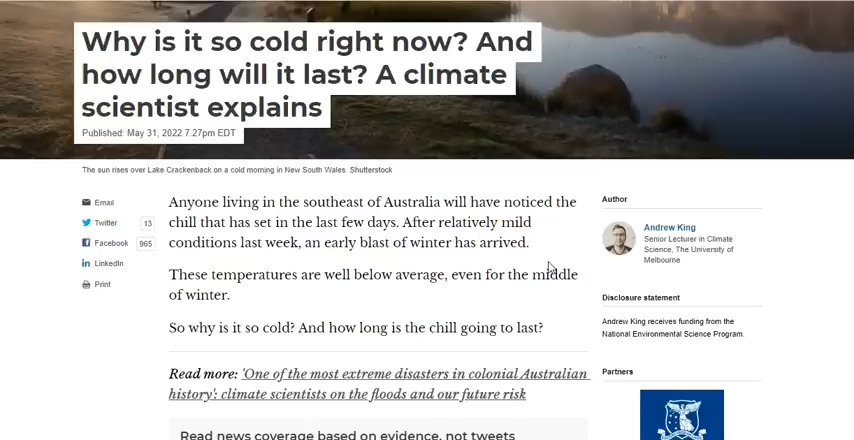 Why is it so cold right now? And
how long will it last? A climate
scientist explains
Published: May 31, 2022 7.27pm EDT
The sun rises over Lake Crackenback on a cold morning in New South Wales. Shutterstock
Email
Twitter 13
Facebook 965
LinkedIn
Print
Anyone living in the southeast of Australia will have noticed the
chill that has set in the last few days. After relatively mild
conditions last week, an early blast of winter has arrived.
These temperatures are well below average, even for the middle
of winter.
So why is it so cold? And how long is the chill going to last?
Read more: 'One of the most extreme disasters in colonial Australian
history': climate scientists on the floods and our future risk
Read news coverage based on evidence, not tweets
Author
Andrew King
Senior Lecturer in Climate
Science, The University of
Melbourne
Disclosure statement
Andrew King receives funding from the
National Environmental Science Program.
Partners